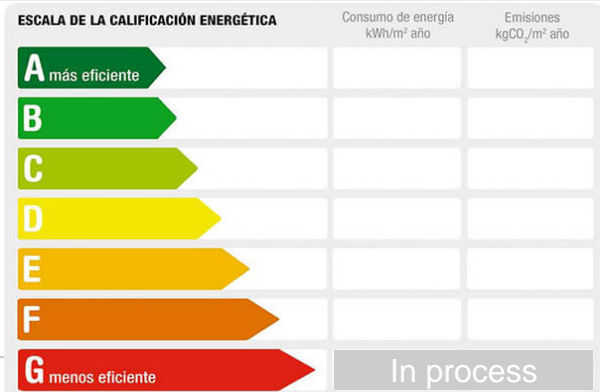 ESCALA DE LA CALIFICACIÓN ENERGÉTICA
Consumo de energía
kWh/m² año
Emisiones
kgCO₂/m² año
A más eficiente
B
C
D
E
F
G menos eficiente
In process